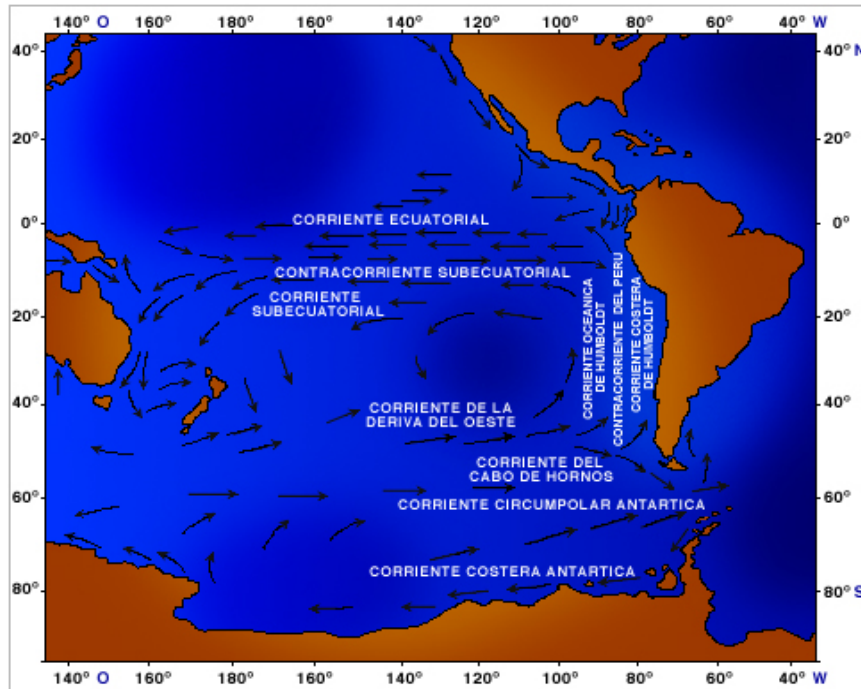 140° O 160° 180° 160° 140° 120° 100° 80° 60° 40° W
40° 40° N
20° 20°
0° 0°
20° 20°
40° 40°
60° 60°
80° 80° S
CORRIENTE ECUATORIAL
CONTRACORRIENTE SUBECUATORIAL
CORRIENTE
SUBECUATORIAL
CORRIENTE OCEANICA
DE HUMBOLDT
CONTRACORRIENTE DEL PERU
CORRIENTE COSTERA
DE HUMBOLDT
CORRIENTE DE LA
DERIVA DEL OESTE
CORRIENTE DEL
CABO DE HORNOS
CORRIENTE CIRCUMPOLAR ANTARTICA
CORRIENTE COSTERA ANTARTICA
140° O 160° 180° 160° 140° 120° 100° 80° 60° 40° W